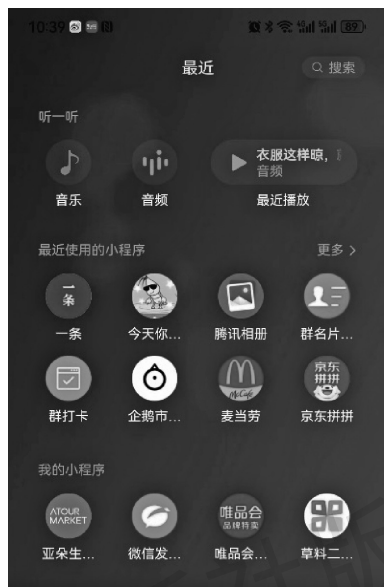 10:39 89
最近
搜索
听一听
衣服这样晾，
音频
音乐 音频 最近播放
最近使用的小程序 更多 >
一条
京东
拼拼
一条 今天你... 腾讯相册 群名片...
McCafé
群打卡 企鹅市... 麦当劳 京东拼拼
我的小程序
ATOUR
MARKET
唯品会
品牌特卖
亚朵生... 微信发... 唯品会... 草料二...